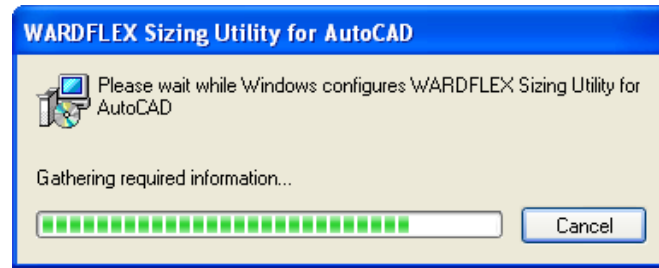 WARDFLEX Sizing Utility for AutoCAD
Please wait while Windows configures WARDFLEX Sizing Utility for
AutoCAD
Gathering required information...
Cancel